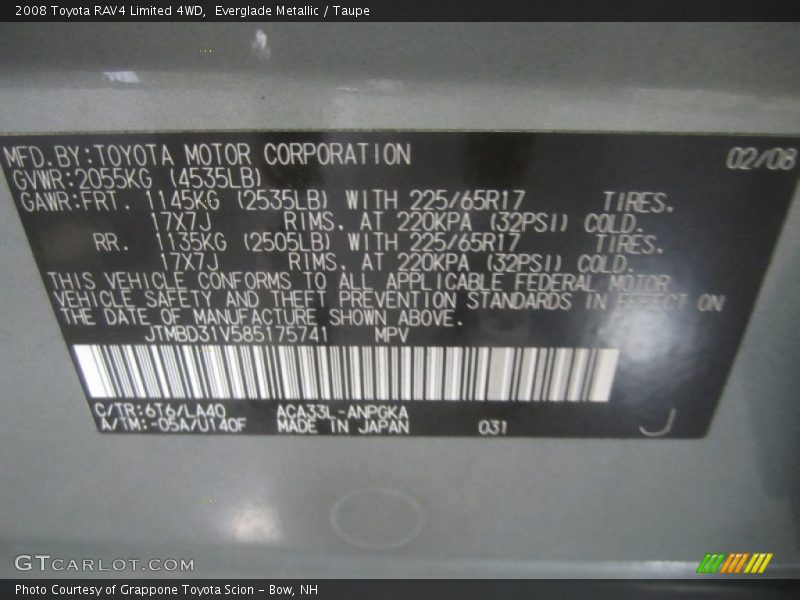 2008 Toyota RAV4 Limited 4WD, Everglade Metallic / Taupe
MFD.BY:TOYOTA MOTOR CORPORATION 02/08
GVWR:2055KG (4535LB)
GAWR:FRT. 1145KG (2535LB) WITH 225/65R17 TIRES.
17X7J RIMS. AT 220KPA (32PSI) COLD.
RR. 1135KG (2505LB) WITH 225/65R17 TIRES.
17X7J RIMS. AT 220KPA (32PSI) COLD.
THIS VEHICLE CONFORMS TO ALL APPLICABLE FEDERAL MOTOR
VEHICLE SAFETY AND THEFT PREVENTION STANDARDS IN EFFECT ON
THE DATE OF MANUFACTURE SHOWN ABOVE.
JTMBD31V585175741 MPV
C/TR:6T6/LA40 ACA33L-ANPGKA
A/TM:-05A/U140F MADE IN JAPAN 031 J
GTCARLOT.COM
Photo Courtesy of Grappone Toyota Scion - Bow, NH